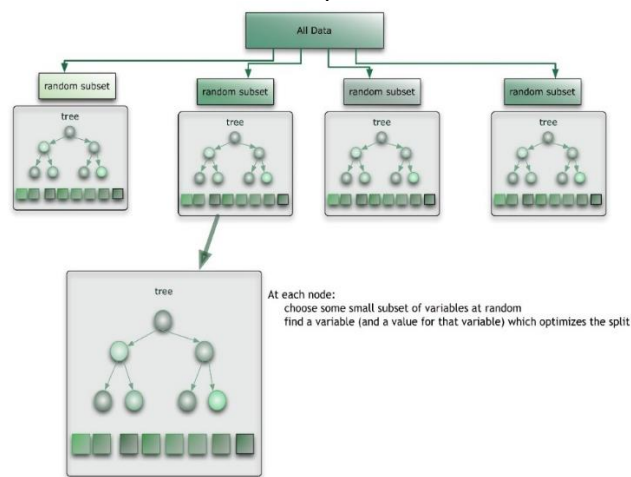 All Data
random subset
random subset
random subset
random subset
tree
tree
tree
tree
tree
At each node:
choose some small subset of variables at random
find a variable (and a value for that variable) which optimizes the split